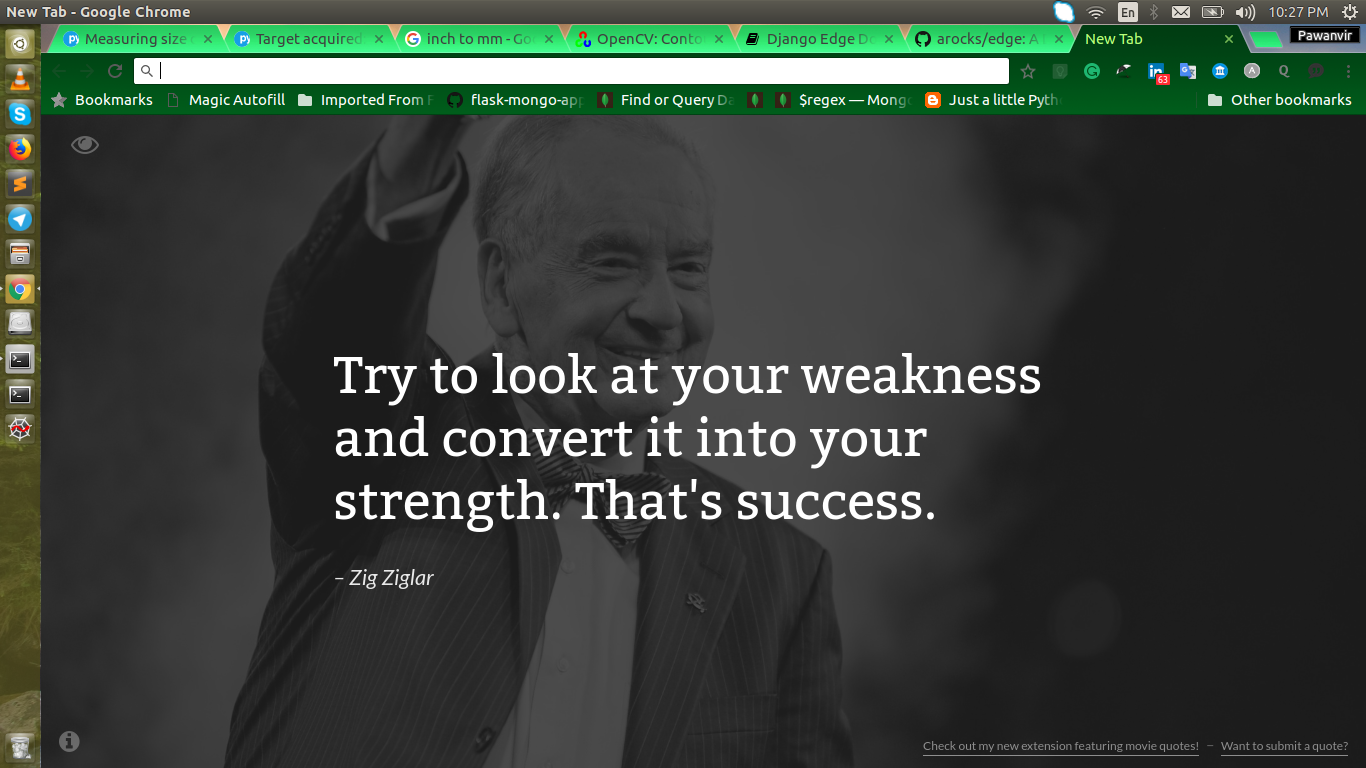 New Tab - Google Chrome
En
10:27 PM
Measuring size
Target acquired
inch to mm - Go
OpenCV: Conto
Django Edge Do
arocks/edge: A
New Tab
Pawanvir
63
Bookmarks
Magic Autofill
Imported From F
flask-mongo-app
Find or Query Da
$regex — Mongo
Just a little Pyth
Other bookmarks
Try to look at your weakness
and convert it into your
strength. That's success.
– Zig Ziglar
Check out my new extension featuring movie quotes! – Want to submit a quote?